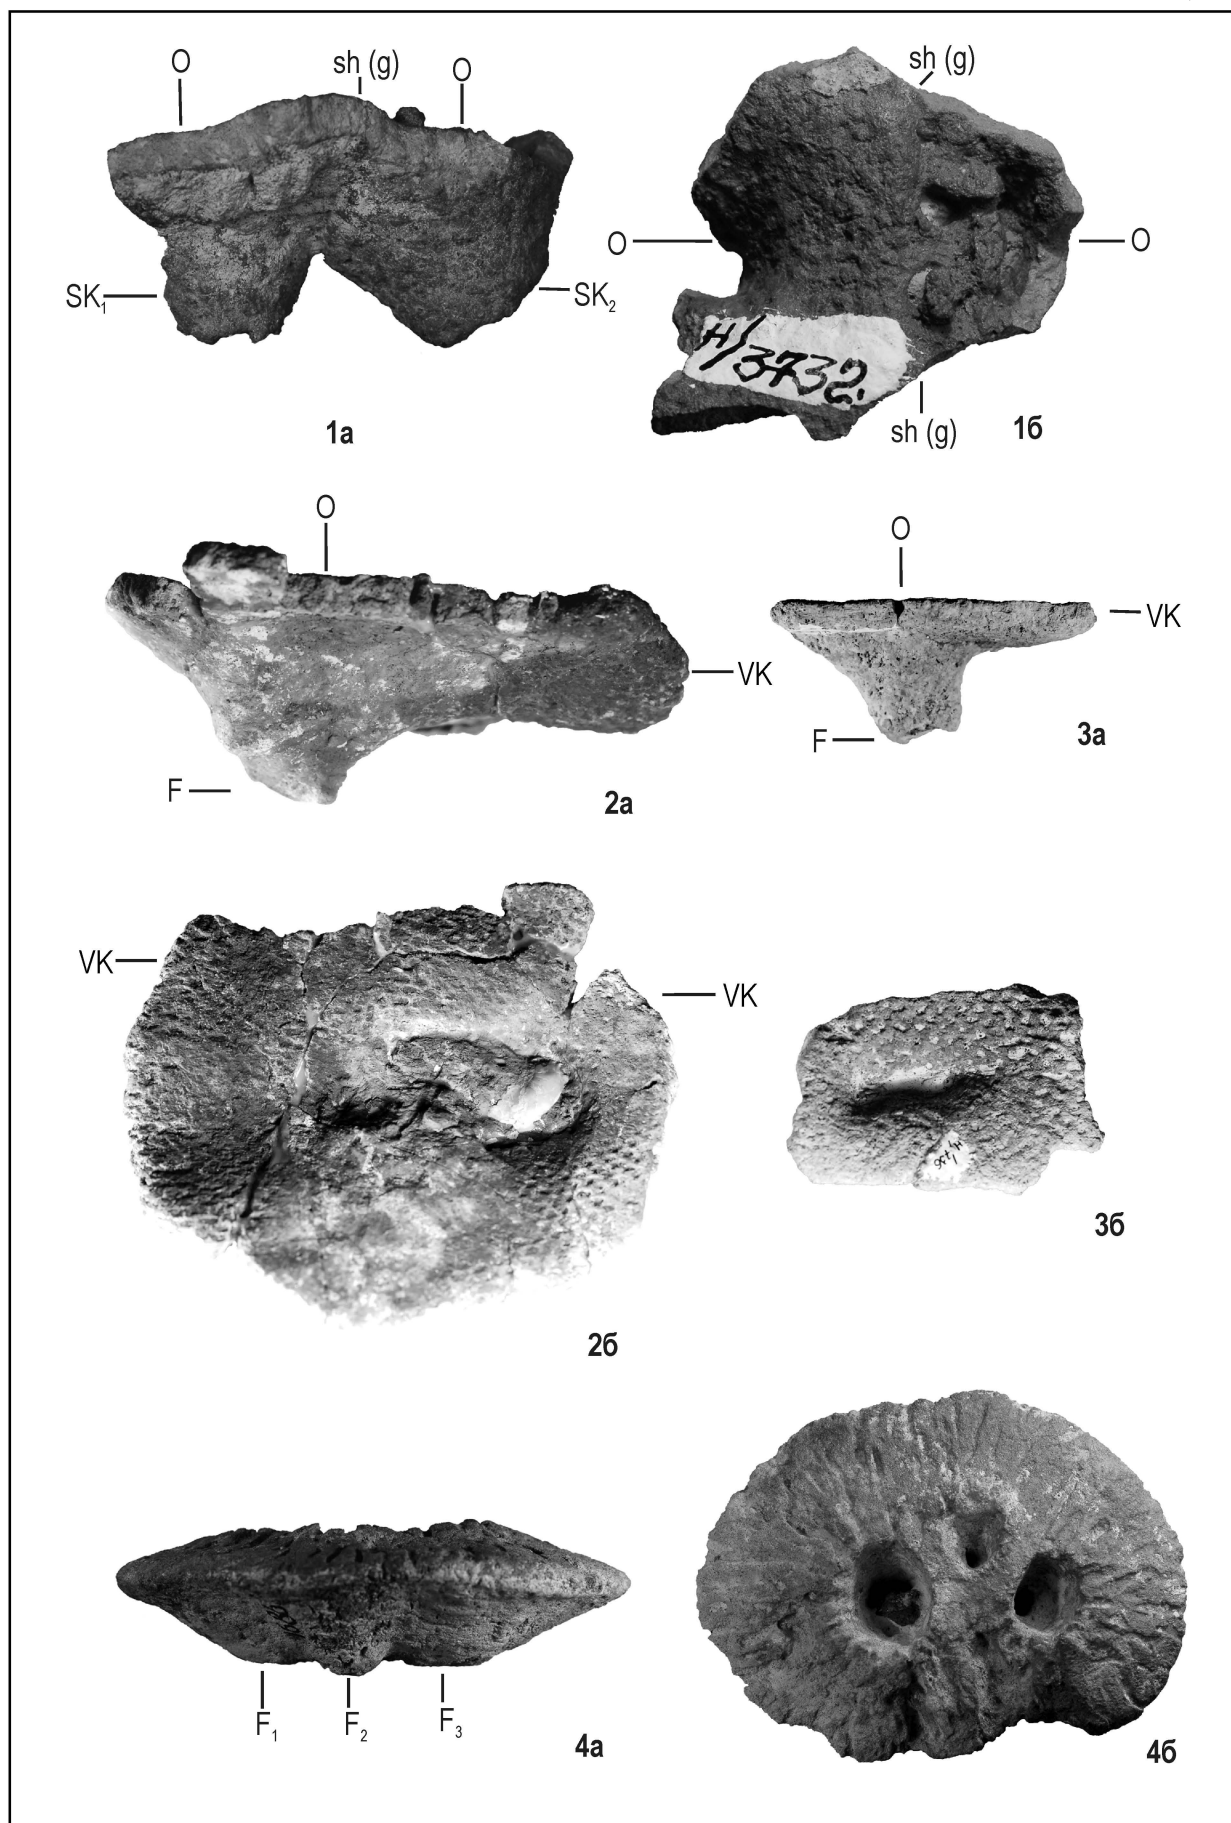 O
sh (g)
O
SK₁
SK₂
1а
sh (g)
O
O
H/3732.
sh (g)
1б
O
VK
F
2а
O
VK
F
3а
VK
VK
2б
3б
F₁
F₂
F₃
4а
4б